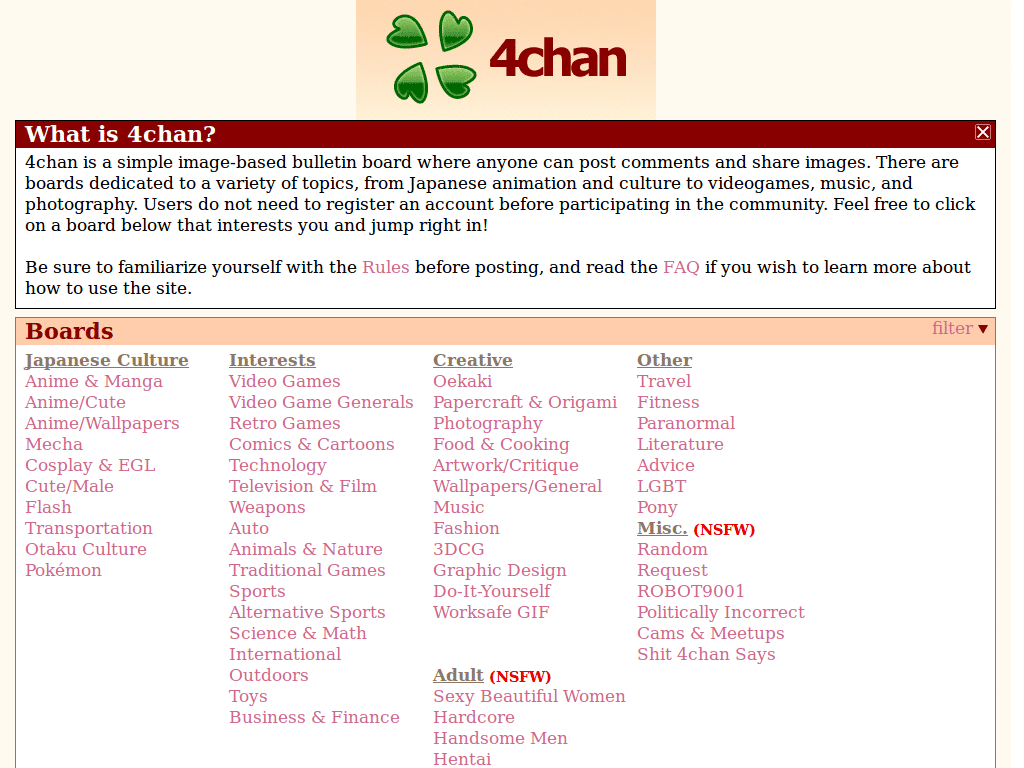 4chan
What is 4chan?
4chan is a simple image-based bulletin board where anyone can post comments and share images. There are
boards dedicated to a variety of topics, from Japanese animation and culture to videogames, music, and
photography. Users do not need to register an account before participating in the community. Feel free to click
on a board below that interests you and jump right in!
Be sure to familiarize yourself with the Rules before posting, and read the FAQ if you wish to learn more about
how to use the site.
Boards
filter ▼
Japanese Culture
Anime & Manga
Anime/Cute
Anime/Wallpapers
Mecha
Cosplay & EGL
Cute/Male
Flash
Transportation
Otaku Culture
Pokémon
Interests
Video Games
Video Game Generals
Retro Games
Comics & Cartoons
Technology
Television & Film
Weapons
Auto
Animals & Nature
Traditional Games
Sports
Alternative Sports
Science & Math
International
Outdoors
Toys
Business & Finance
Creative
Oekaki
Papercraft & Origami
Photography
Food & Cooking
Artwork/Critique
Wallpapers/General
Music
Fashion
3DCG
Graphic Design
Do-It-Yourself
Worksafe GIF
Adult (NSFW)
Sexy Beautiful Women
Hardcore
Handsome Men
Hentai
Other
Travel
Fitness
Paranormal
Literature
Advice
LGBT
Pony
Misc. (NSFW)
Random
Request
ROBOT9001
Politically Incorrect
Cams & Meetups
Shit 4chan Says